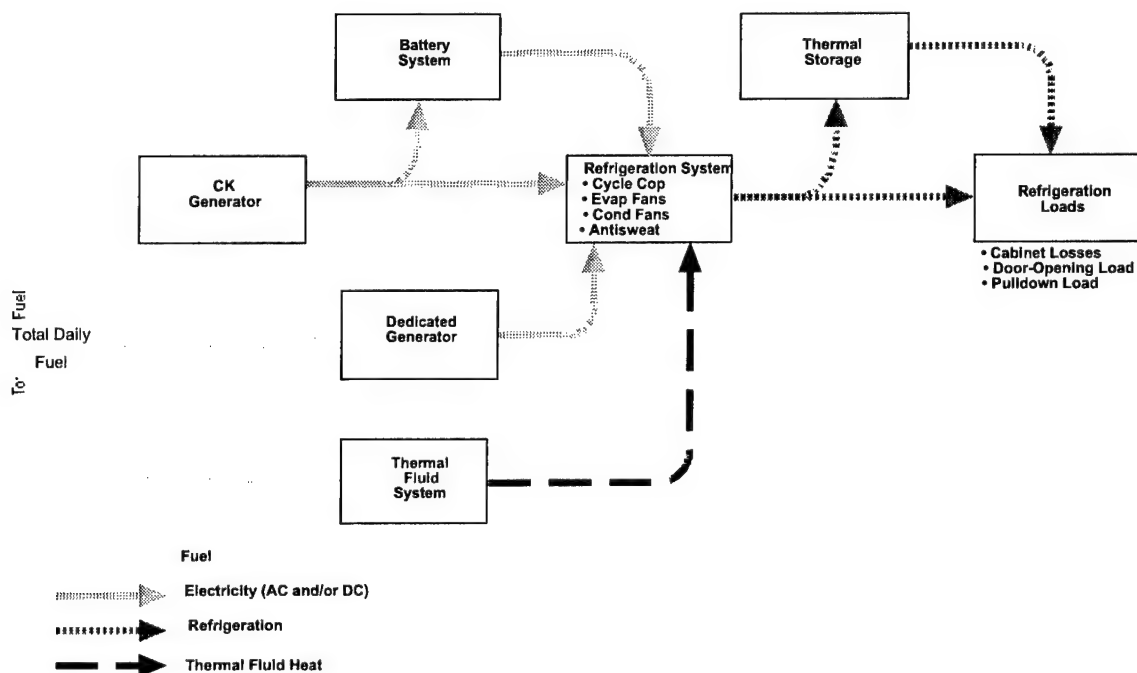 Battery
System
Thermal
Storage
CK
Generator
Refrigeration System
• Cycle Cop
• Evap Fans
• Cond Fans
• Antisweat
Refrigeration
Loads
• Cabinet Losses
• Door-Opening Load
• Pulldown Load
Fuel
Total Daily
Fuel
To
Dedicated
Generator
Thermal
Fluid
System
Fuel
Electricity (AC and/or DC)
Refrigeration
Thermal Fluid Heat